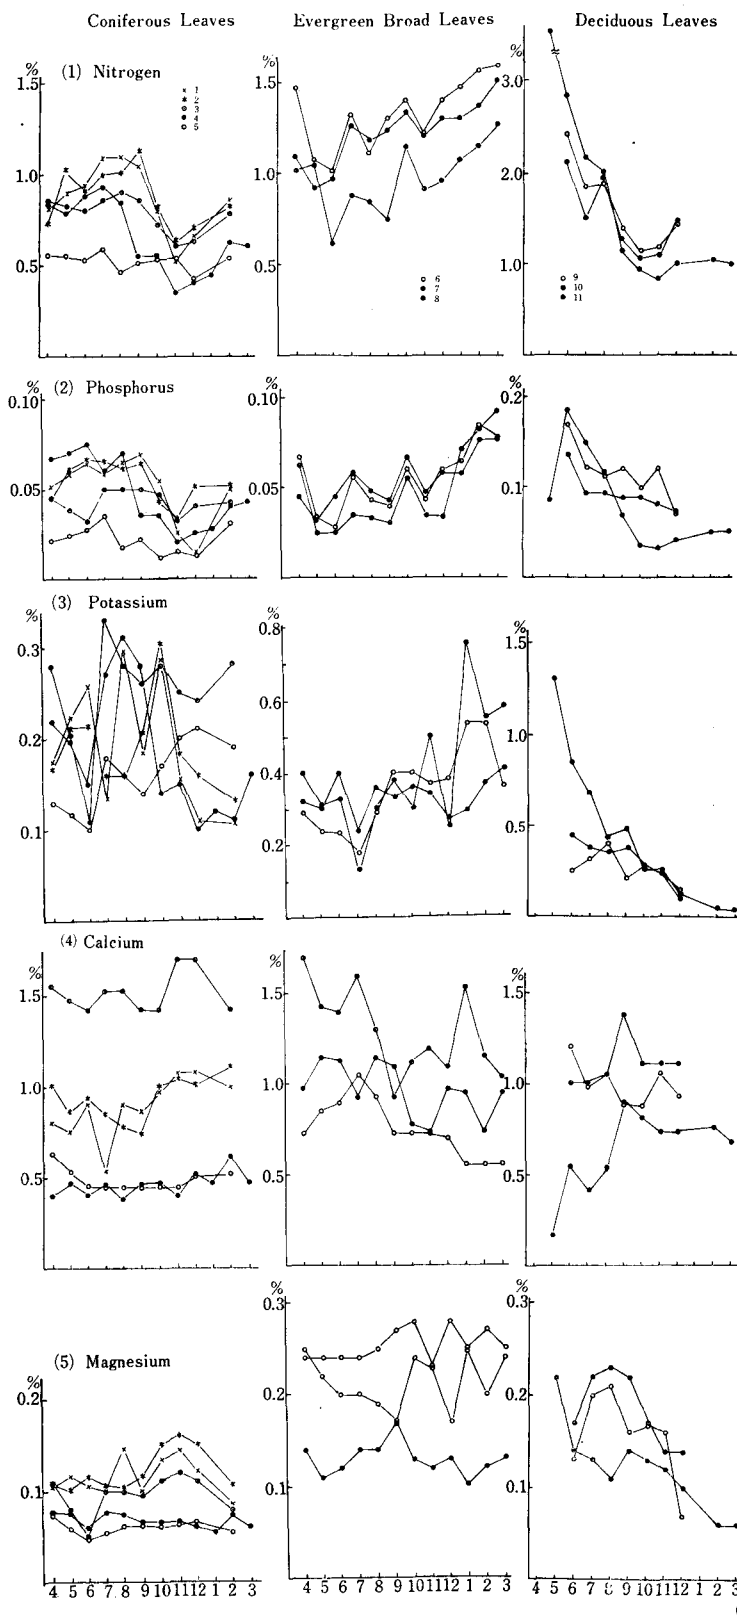 Coniferous Leaves Evergreen Broad Leaves Deciduous Leaves
(1) Nitrogen
% % %
1.5 1.5 3.0
1.0 1.0 2.0
0.5 0.5 1.0
× 1
* 2
⊙ 3
● 4
○ 5
○ 6
● 7
● 8
○ 9
● 10
● 11
(2) Phosphorus
% % %
0.10 0.10 0.2
0.05 0.05 0.1
(3) Potassium
% % %
0.3 0.8 1.5
0.2 0.6 1.0
0.1 0.4 0.5
0.2
(4) Calcium
% % %
1.5 1.5 1.5
1.0 1.0 1.0
0.5 0.5 0.5
(5) Magnesium
% % %
0.2 0.3 0.3
0.1 0.2 0.2
0.1 0.1
4 5 6 7 8 9 10 11 12 1 2 3 4 5 6 7 8 9 10 11 12 1 2 3 4 5 6 7 8 9 10 11 12 1 2 3